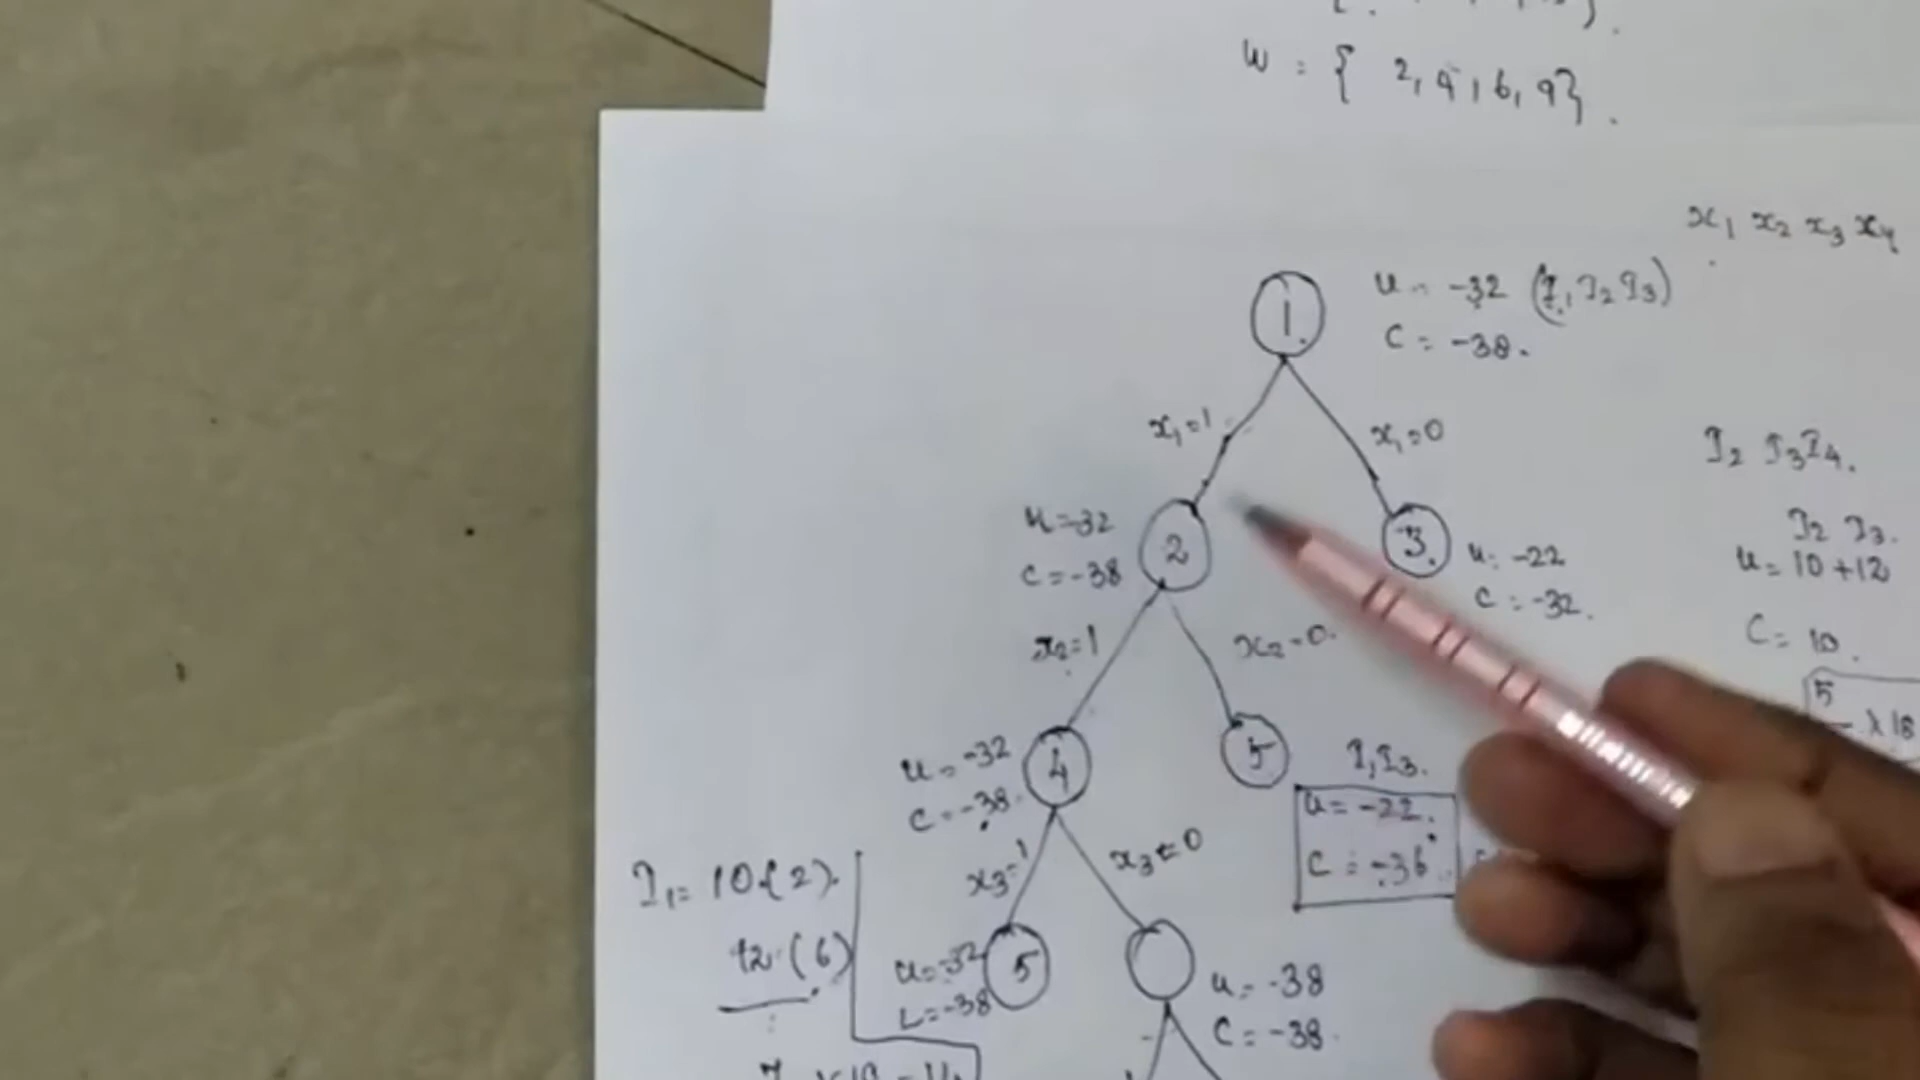 W = { 2, 4, 6, 9}.
x1 x2 x3 x4
1
U = -32 (I1 I2 I3)
C = -38.
x1=1
x1=0
I2 I3 I4.
U=-32
2
C=-38
3
U= -22
C = -32.
I2 I3.
U= 10+12
C= 10.
x2=1
x2=0.
5
x 18
U=-32
4
C=-38.
5
I1 I3.
U= -22.
C = -36.
x3=1
x3=0
I1= 10(2).
12(6)
U=-32
5
L=-38
U= -38
C= -38.